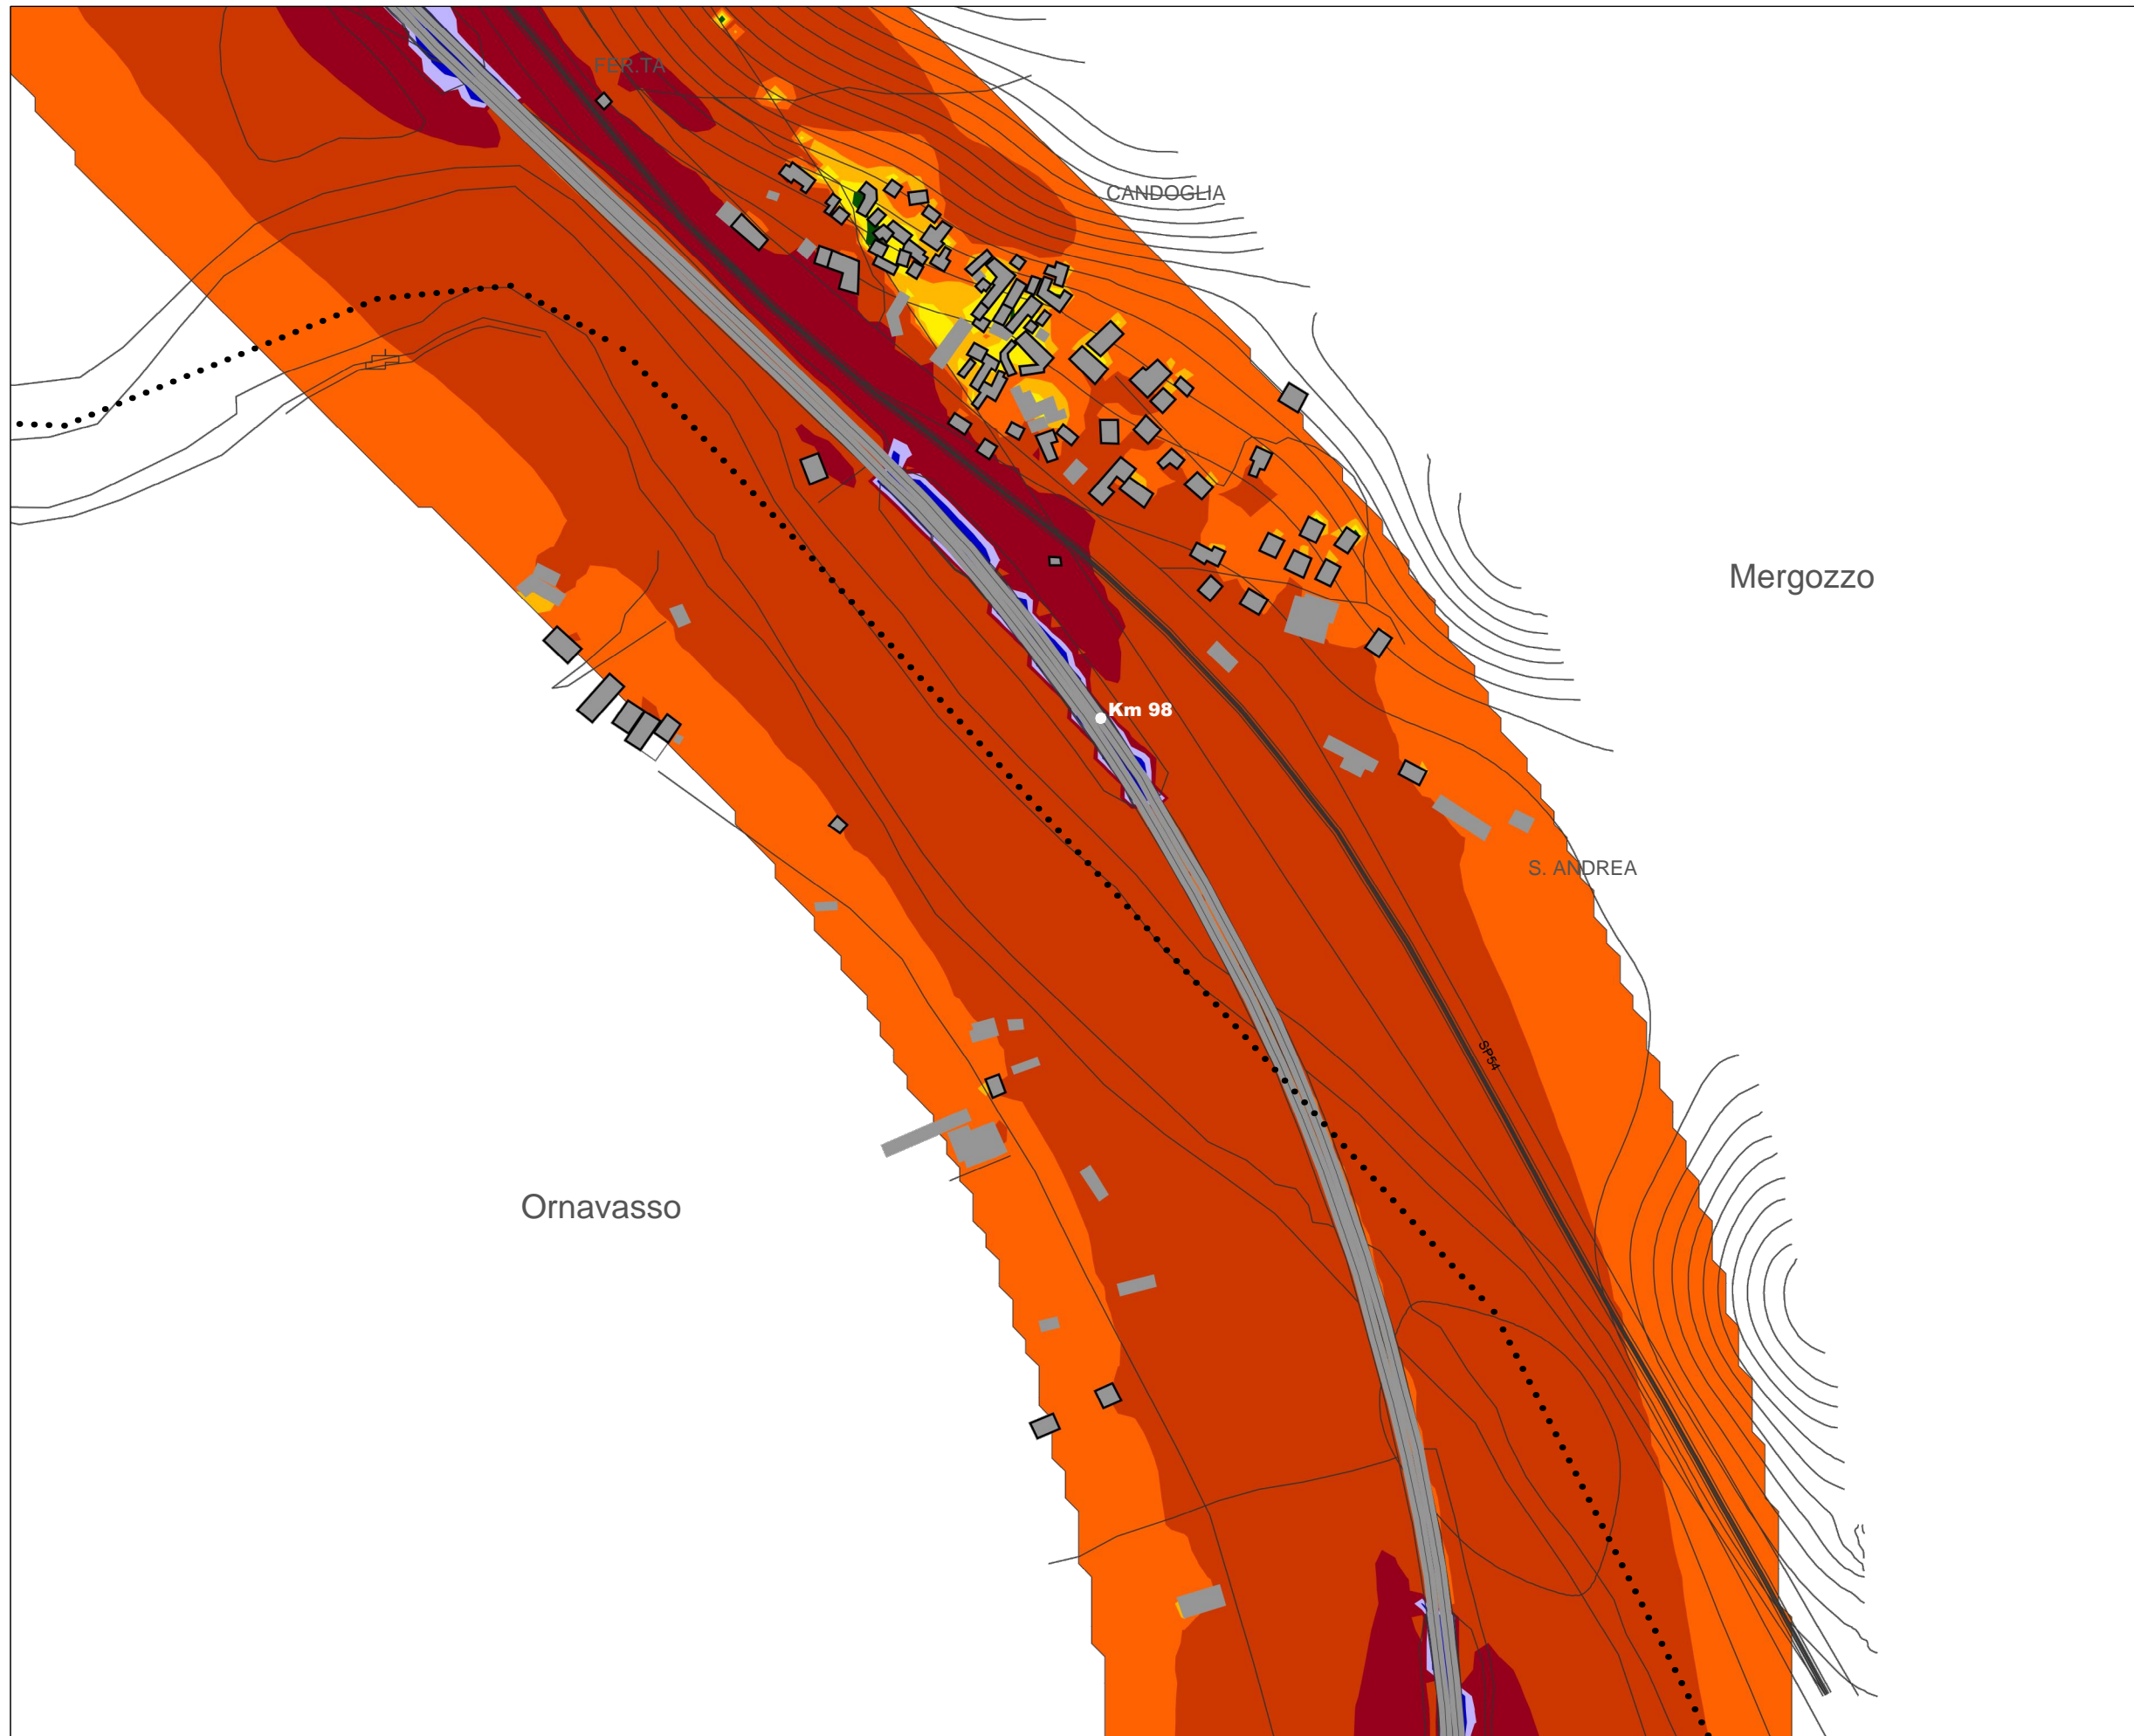 FER.TA
CANDOGLIA
Mergozzo
Km 98
S. ANDREA
SP54
Ornavasso